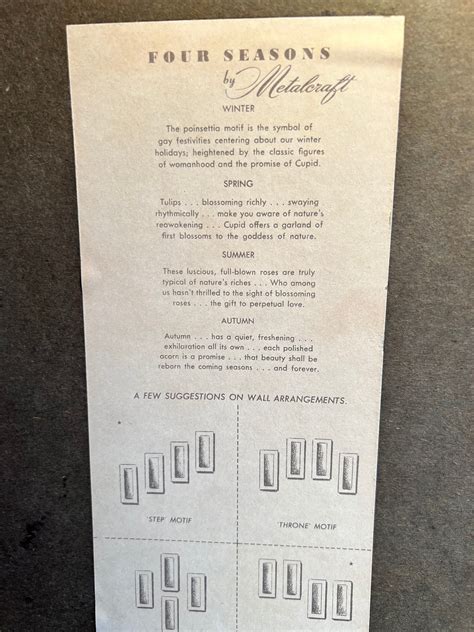 FOUR SEASONS
by Metalcraft
WINTER
The poinsettia motif is the symbol of
gay festivities centering about our winter
holidays; heightened by the classic figures
of womanhood and the promise of Cupid.
SPRING
Tulips . . . blossoming richly . . . swaying
rhythmically . . . make you aware of nature's
reawakening . . . Cupid offers a garland of
first blossoms to the goddess of nature.
SUMMER
These luscious, full-blown roses are truly
typical of nature's riches . . . Who among
us hasn't thrilled to the sight of blossoming
roses . . . the gift to perpetual love.
AUTUMN
Autumn . . . has a quiet, freshening . . .
exhilaration all its own . . . each polished
acorn is a promise . . . that beauty shall be
reborn the coming seasons . . . and forever.
A FEW SUGGESTIONS ON WALL ARRANGEMENTS.
'STEP' MOTIF
'THRONE' MOTIF